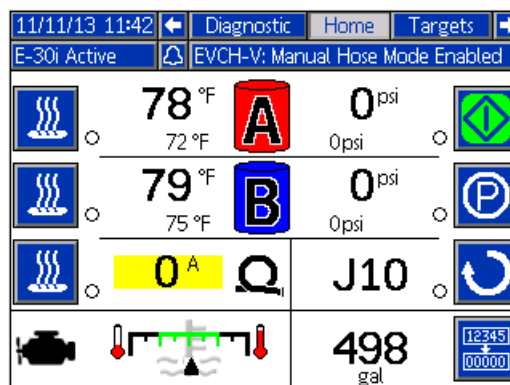 11/11/13 11:42 Diagnostic Home Targets
E-30i Active EVCH-V: Manual Hose Mode Enabled
78 °F A 0 psi
72 °F 0psi
79 °F B 0 psi
75 °F 0psi
0 A J10
498
gal
12345
00000
P